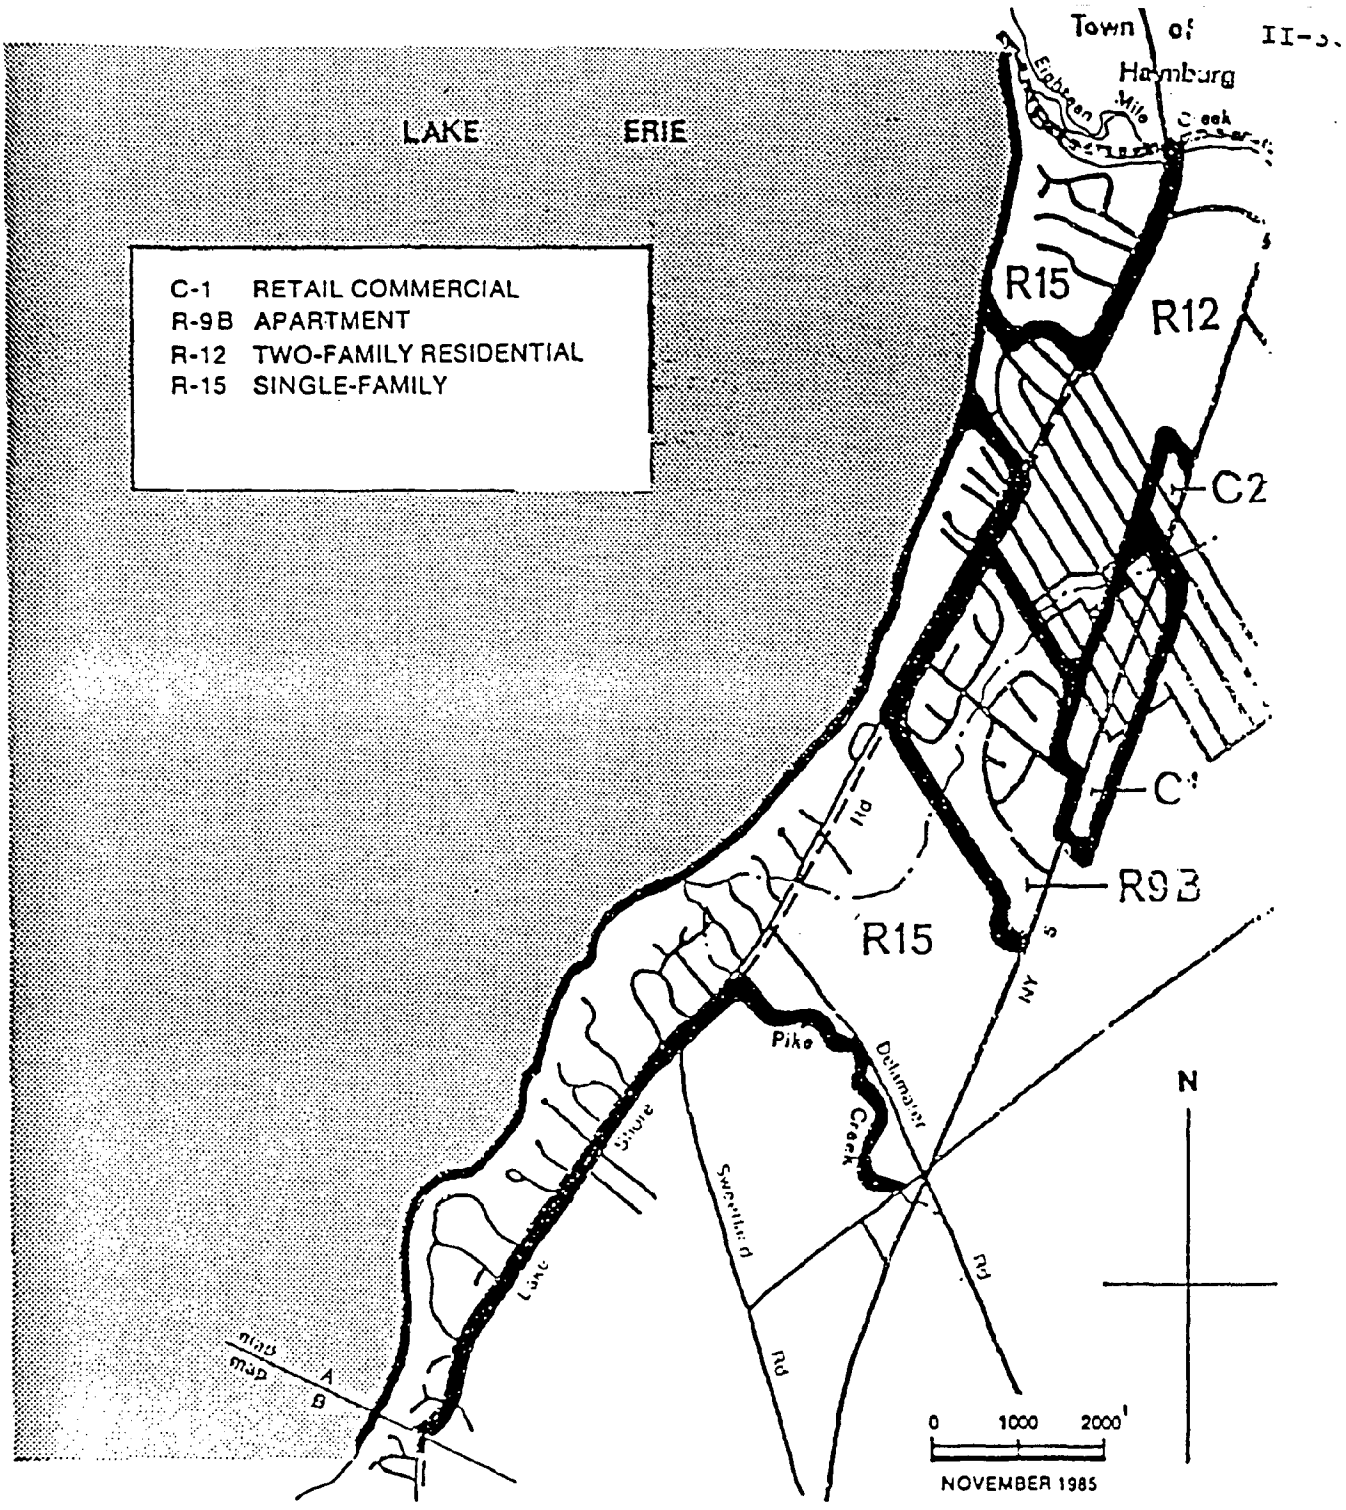 Town of
Hamburg
Eighteen Mile Creek
LAKE ERIE
C-1 RETAIL COMMERCIAL
R-9B APARTMENT
R-12 TWO-FAMILY RESIDENTIAL
R-15 SINGLE-FAMILY
R15
R12
C2
Rd
R9B
R15
NY 5
Pike
Creek
N
Shore
Lake
Rd
Rd
map A
map B
0 1000 2000'
NOVEMBER 1985